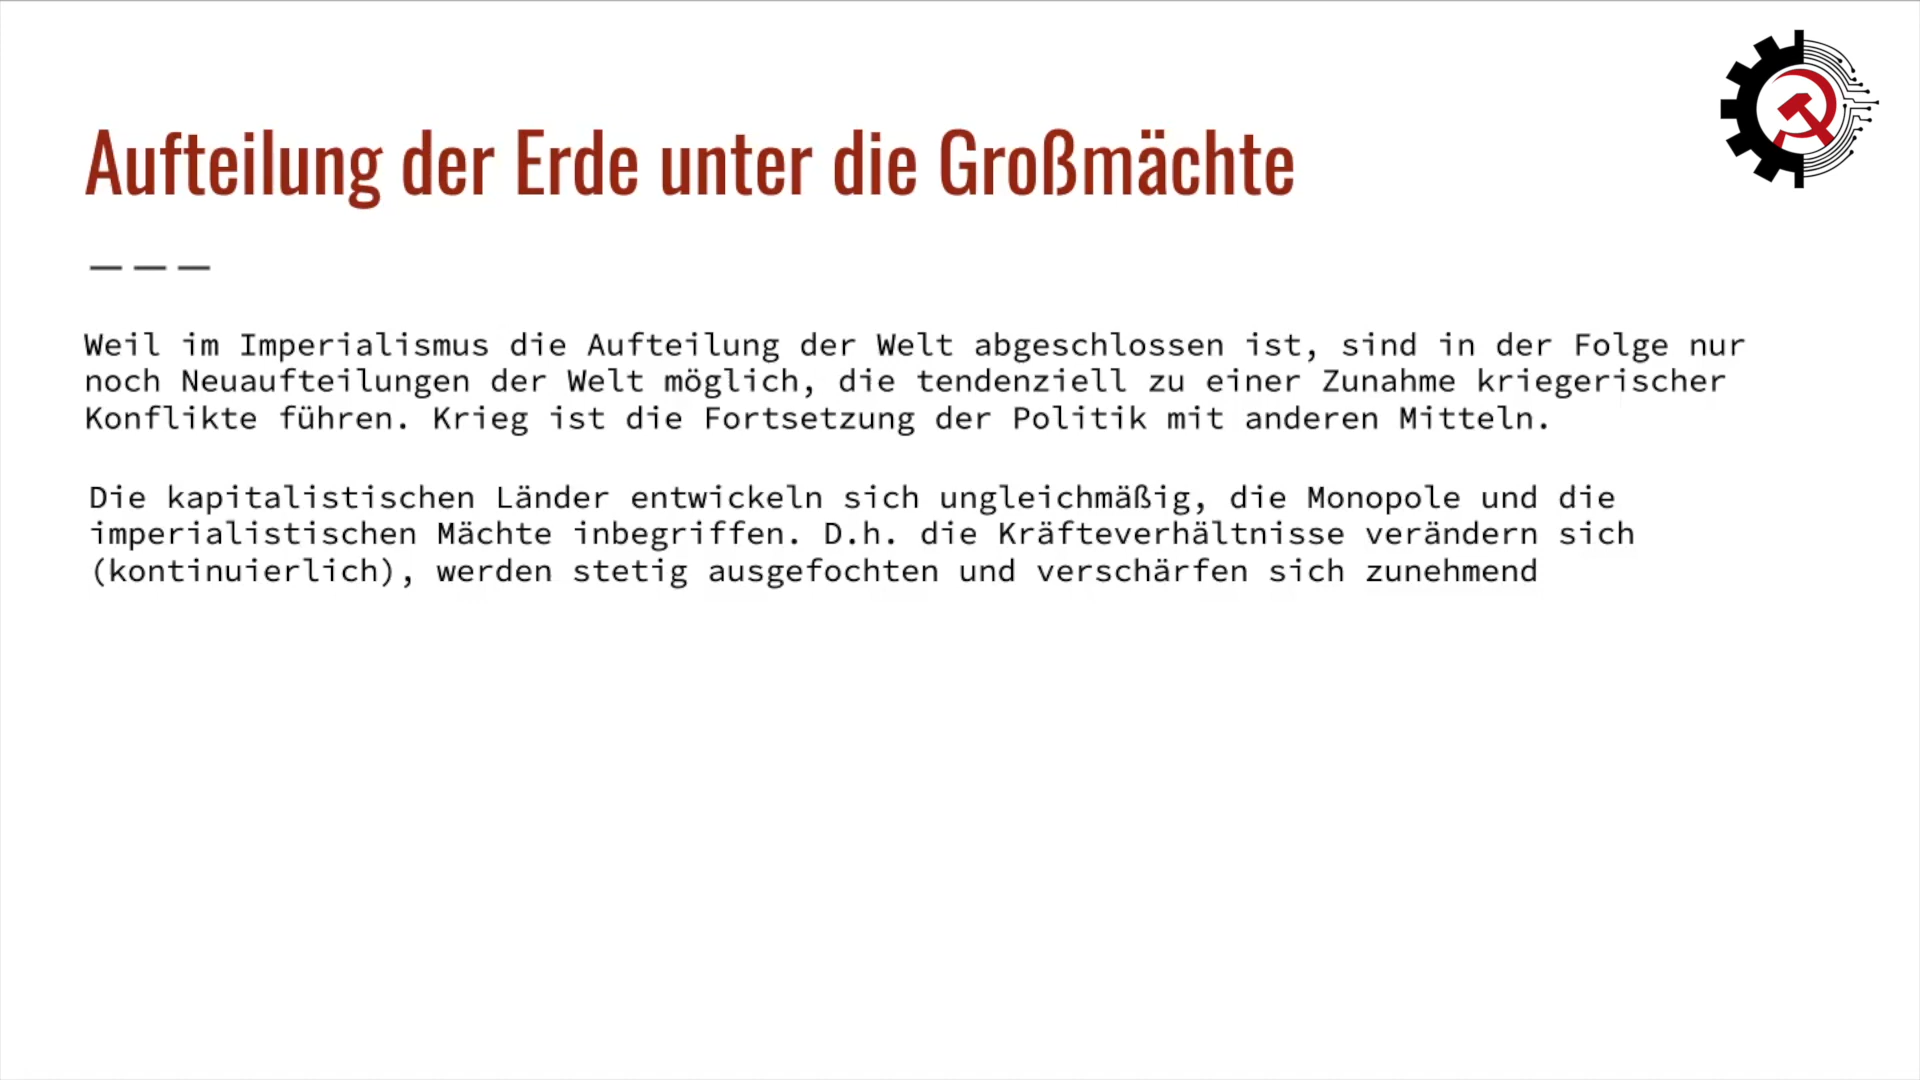 Aufteilung der Erde unter die Großmächte
Weil im Imperialismus die Aufteilung der Welt abgeschlossen ist, sind in der Folge nur
noch Neuaufteilungen der Welt möglich, die tendenziell zu einer Zunahme kriegerischer
Konflikte führen. Krieg ist die Fortsetzung der Politik mit anderen Mitteln.
Die kapitalistischen Länder entwickeln sich ungleichmäßig, die Monopole und die
imperialistischen Mächte inbegriffen. D.h. die Kräfteverhältnisse verändern sich
(kontinuierlich), werden stetig ausgefochten und verschärfen sich zunehmend